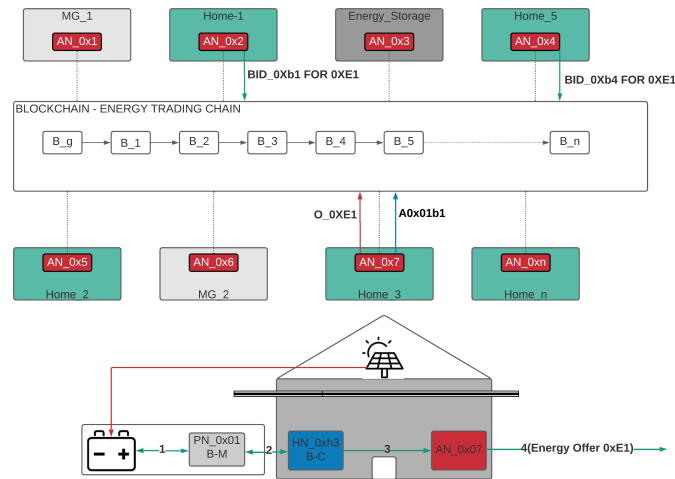 MG_1
AN_0x1
Home-1
AN_0x2
Energy_Storage
AN_0x3
Home_5
AN_0x4
BID_0Xb1 FOR 0XE1
BID_0Xb4 FOR 0XE1
BLOCKCHAIN - ENERGY TRADING CHAIN
B_g
B_1
B_2
B_3
B_4
B_5
B_n
O_0XE1
A0x01b1
AN_0x5
Home_2
AN_0x6
MG_2
AN_0x7
Home_3
AN_0xn
Home_n
- +
1
PN_0x01
B-M
2
HN_0xh3
B-C
3
AN_0x07
4(Energy Offer 0xE1)